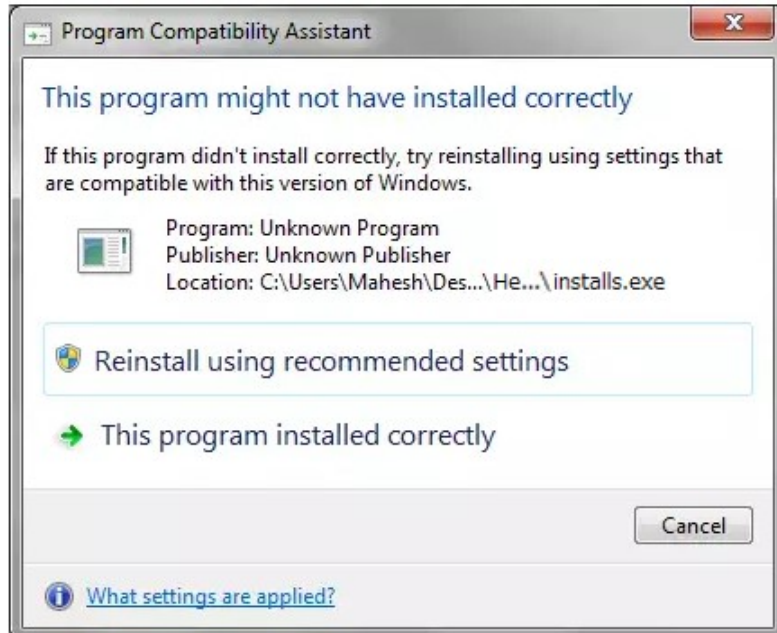 Program Compatibility Assistant
This program might not have installed correctly
If this program didn't install correctly, try reinstalling using settings that
are compatible with this version of Windows.
Program: Unknown Program
Publisher: Unknown Publisher
Location: C:\Users\Mahesh\Des...\He...\installs.exe
Reinstall using recommended settings
This program installed correctly
Cancel
What settings are applied?